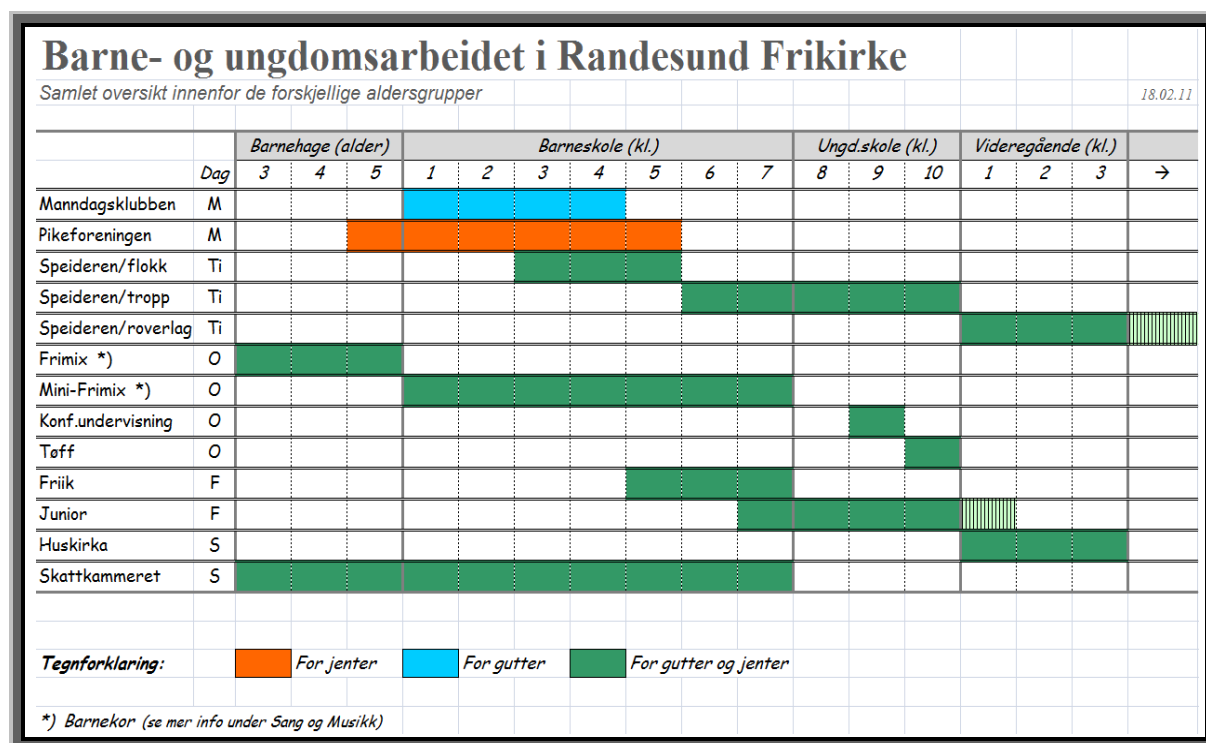 Barne- og ungdomsarbeidet i Randesund Frikirke
Samlet oversikt innenfor de forskjellige aldersgrupper 18.02.11
Barnehage (alder) Barneskole (kl.) Ungd.skole (kl.) Videregående (kl.)
Dag 3 4 5 1 2 3 4 5 6 7 8 9 10 1 2 3 →
Manndagsklubben M
Pikeforeningen M
Speideren/flokk Ti
Speideren/tropp Ti
Speideren/roverlag Ti
Frimix *) O
Mini-Frimix *) O
Konf.undervisning O
Tøff O
Friik F
Junior F
Huskirka S
Skattkammeret S
Tegnforklaring: For jenter For gutter For gutter og jenter
*) Barnekor (se mer info under Sang og Musikk)